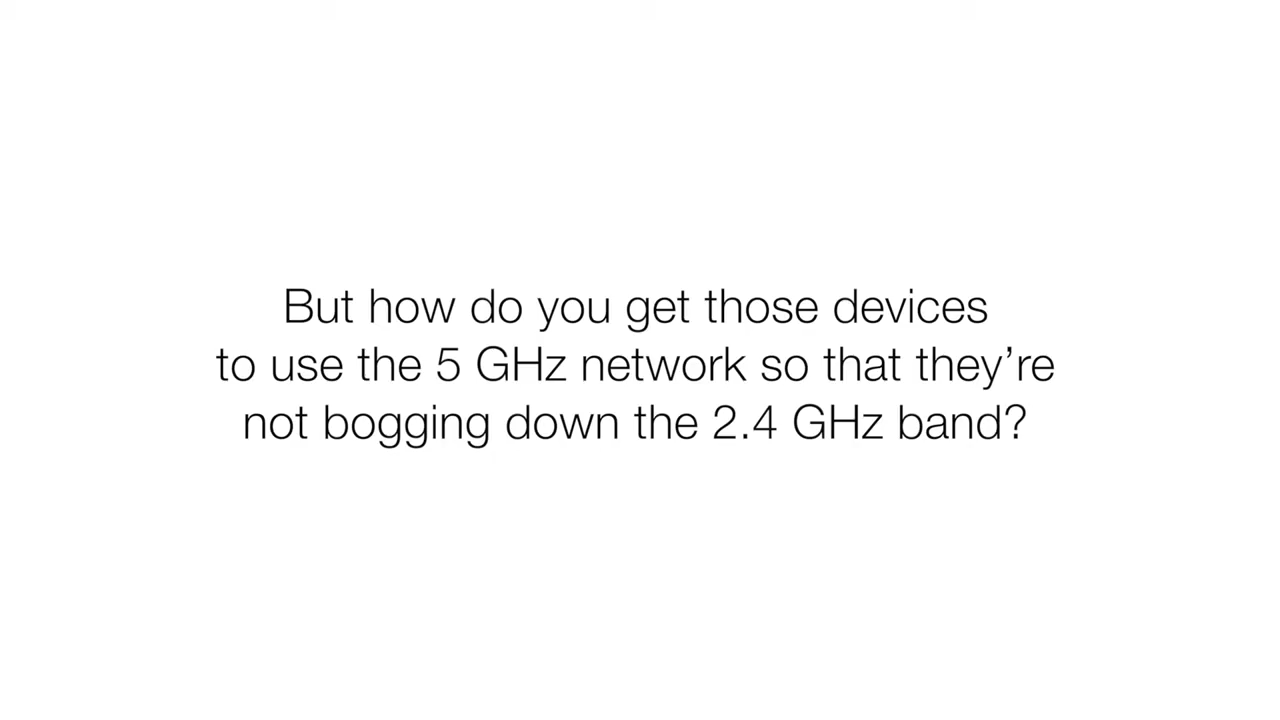 But how do you get those devices
to use the 5 GHz network so that they’re
not bogging down the 2.4 GHz band?